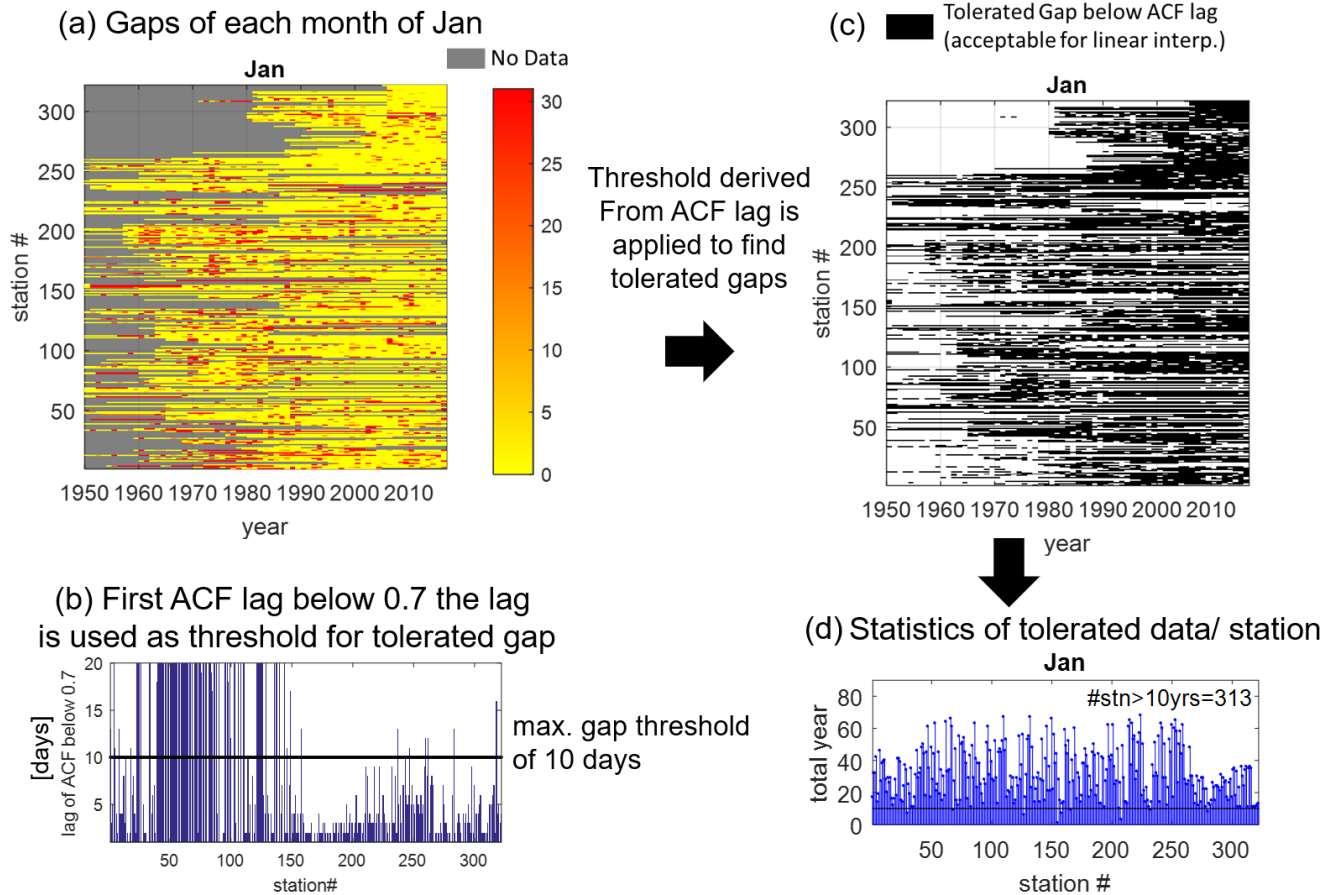 (a) Gaps of each month of Jan
No Data
Jan
300
250
200
150
100
50
station #
1950 1960 1970 1980 1990 2000 2010
year
30
25
20
15
10
5
0
Threshold derived
From ACF lag is
applied to find
tolerated gaps
(c)
Tolerated Gap below ACF lag
(acceptable for linear interp.)
Jan
300
250
200
150
100
50
station #
1950 1960 1970 1980 1990 2000 2010
year
(b) First ACF lag below 0.7 the lag
is used as threshold for tolerated gap
20
15
10
5
[days]
lag of ACF below 0.7
50 100 150 200 250 300
station#
max. gap threshold
of 10 days
(d) Statistics of tolerated data/ station
Jan
#stn>10yrs=313
80
60
40
20
0
total year
50 100 150 200 250 300
station #